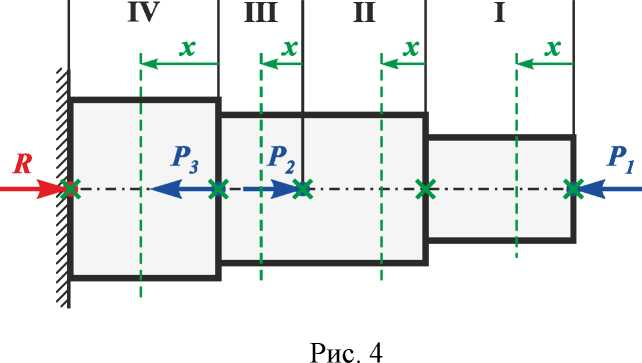 IV III II I
x x x x
R P3 P2 P1
Рис. 4